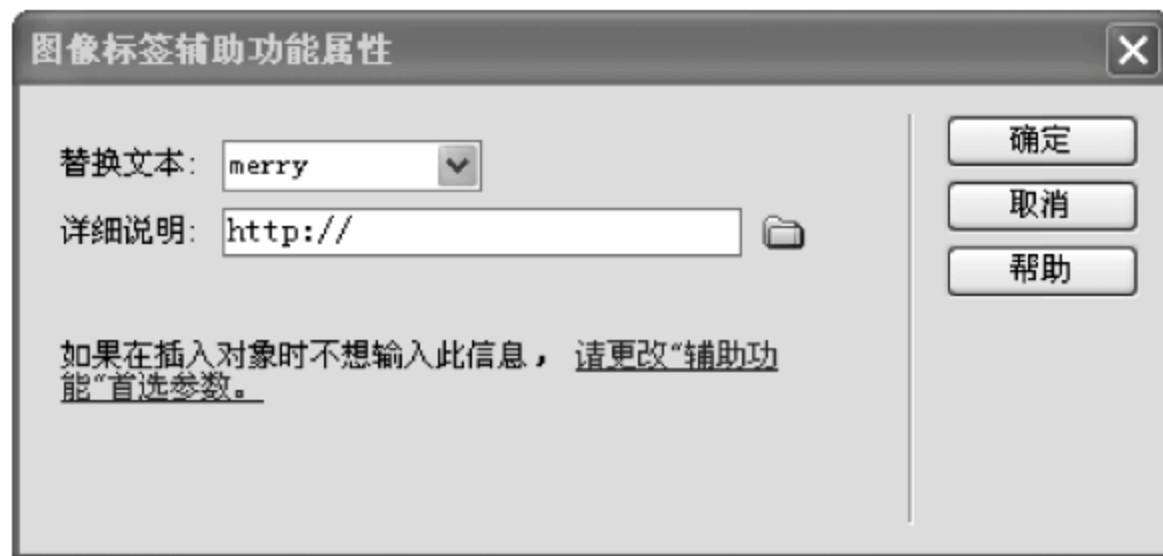 图像标签辅助功能属性
替换文本: merry
详细说明: http://
确定
取消
帮助
如果在插入对象时不想输入此信息， 请更改“辅助功
能“首选参数。